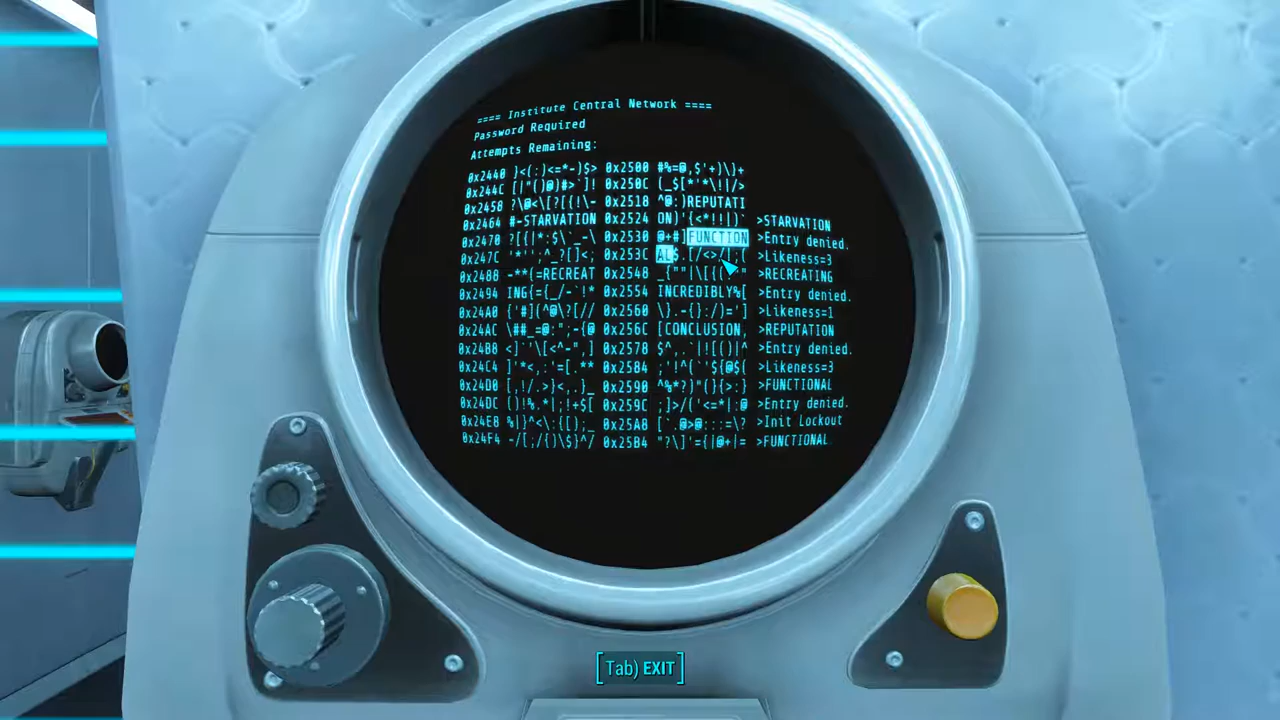 ==== Institute Central Network ====
Password Required
Attempts Remaining:
0x2440 )<(:)<=*-)$> 0x2500 #%=@,$'+)\}+
0x244C [|"()@)#>`]! 0x250C (_$[*'*\!|/>
0x2458 ?\@<\[?[{!\- 0x2518 ^@:)REPUTATI
0x2464 #-STARVATION 0x2524 ON)'{<*!!|)` >STARVATION
0x2470 ?[{|*:$\`_-\ 0x2530 @+#]FUNCTION >Entry denied.
0x247C '*'';^_?[]<; 0x253C AL$.[/<>/|;[ >Likeness=3
0x2488 -**(=RECREAT 0x2548 >RECREATING
0x2494 ING{={_/-`!* 0x2554 INCREDIBLY%[ >Entry denied.
0x24A0 {'#](^@\?[// 0x2560 \}.-{}:/)='] >Likeness=1
0x24AC \##_=@:";-{@ 0x256C [CONCLUSION, >REPUTATION
0x24B8 <]`'\[<^-",] 0x2578 $^,.`|![()|^ >Entry denied.
0x24C4 ]'*<,:'=[.** 0x2584 ;'!^(`'${@$( >Likeness=3
0x24D0 [,!/.>}<,.}_ 0x2590 ^%*?)"(){>:} >FUNCTIONAL
0x24DC ()!%.*|;!+$[ 0x259C ;]>/('<=*|:@ >Entry denied.
0x24E8 %|}^<\:{[);_ 0x25A8 [`.@>@:::=\? >Init Lockout
0x24F4 -/[;/{)\$}^/ 0x25B4 "?\]'={|@+|= >FUNCTIONAL
Tab) EXIT